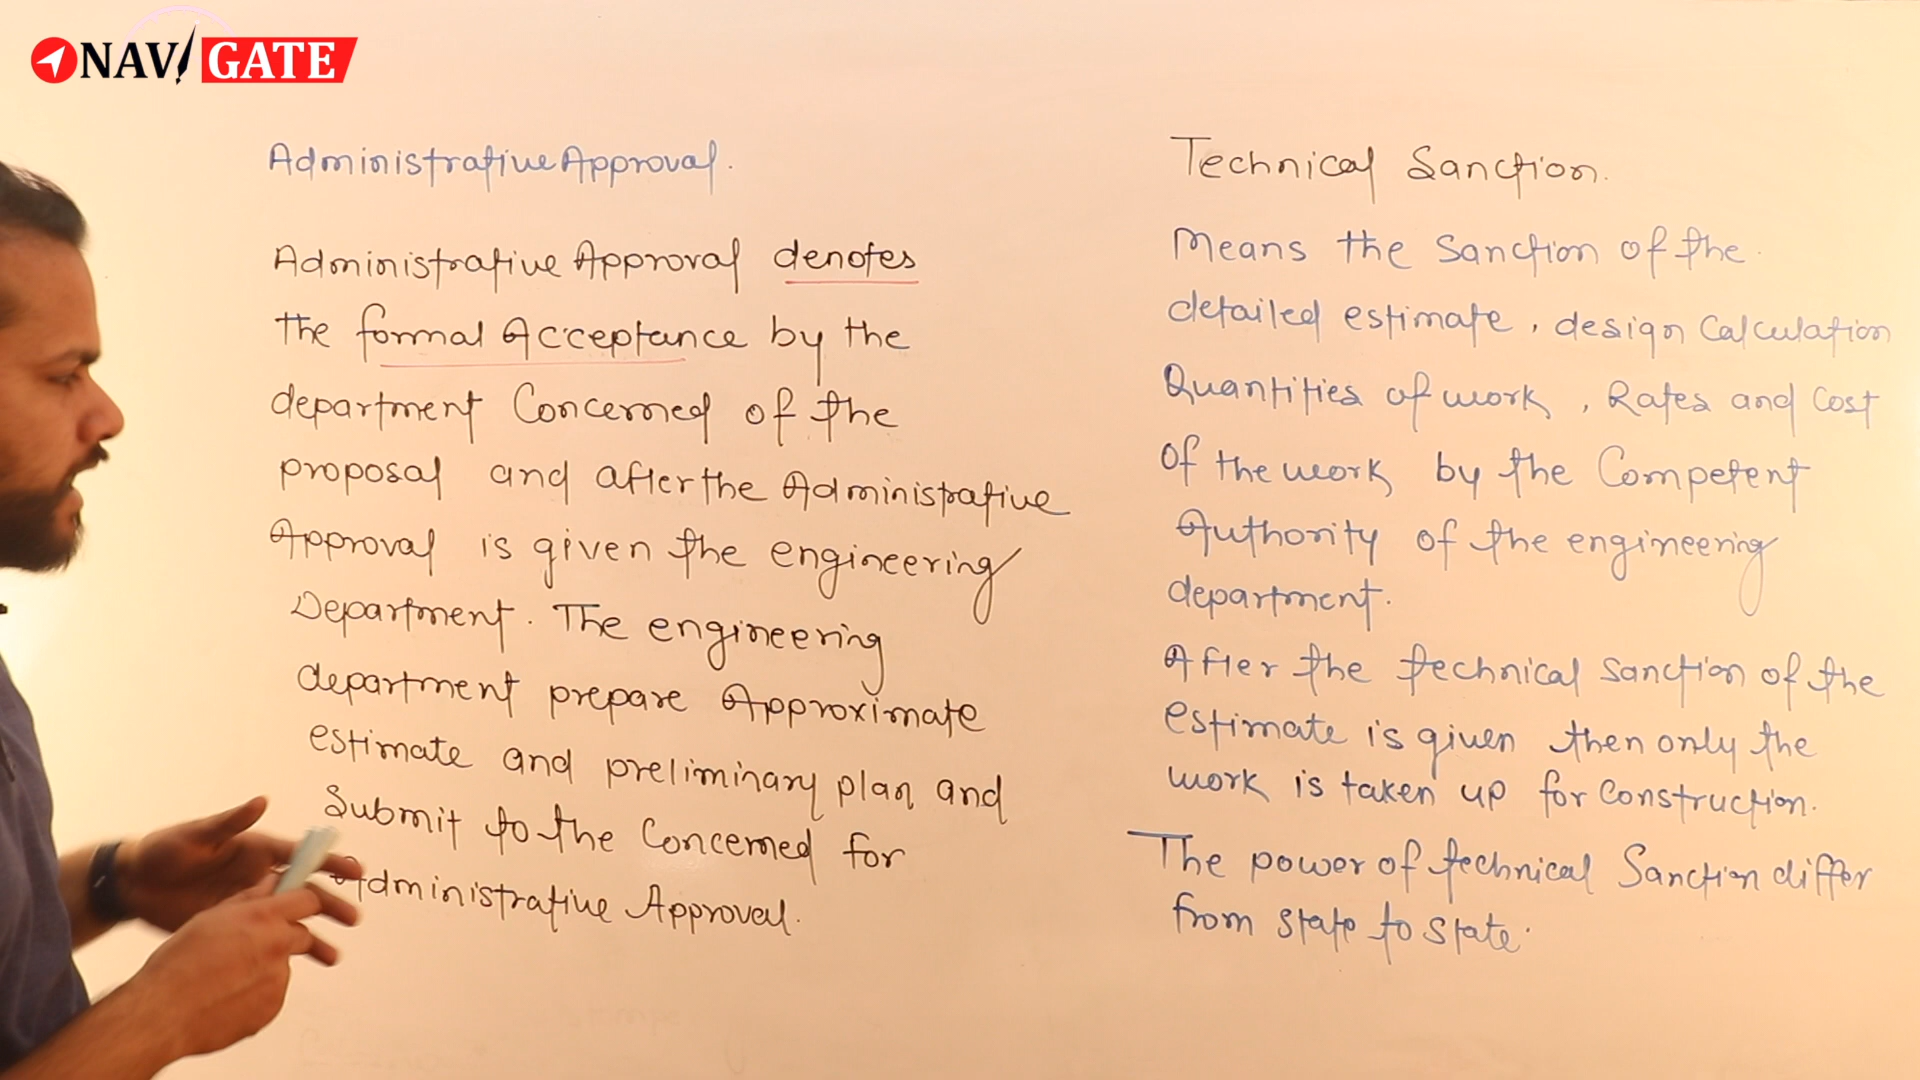 NAVIGATE
Administrative Approval.
Administrative Approval denotes
the formal Acceptance by the
department Concerned of the
proposal and after the Administrative
Approval is given the engineering
Department. The engineering
department prepare Approximate
estimate and preliminary plan and
Submit to the Concerned for
Administrative Approval.
Technical Sanction.
Means the Sanction of the
detailed estimate, design Calculation
Quantities of work, Rates and Cost
of the work by the Competent
Authority of the engineering
department.
After the technical Sanction of the
estimate is given then only the
work is taken up for Construction.
The power of technical Sanction differ
from state to state.